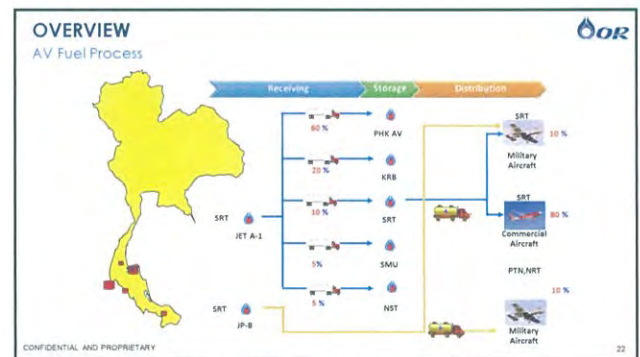 OVERVIEW
OR
AV Fuel Process
Receiving
Storage
Distribution
60 %
PHK AV
SRT
10 %
Military
Aircraft
20 %
KRB
SRT
JET A-1
10 %
SRT
SRT
80 %
Commercial
Aircraft
5%
SMU
PTN,NRT
10 %
5 %
NST
SRT
JP-8
Military
Aircraft
CONFIDENTIAL AND PROPRIETARY
22